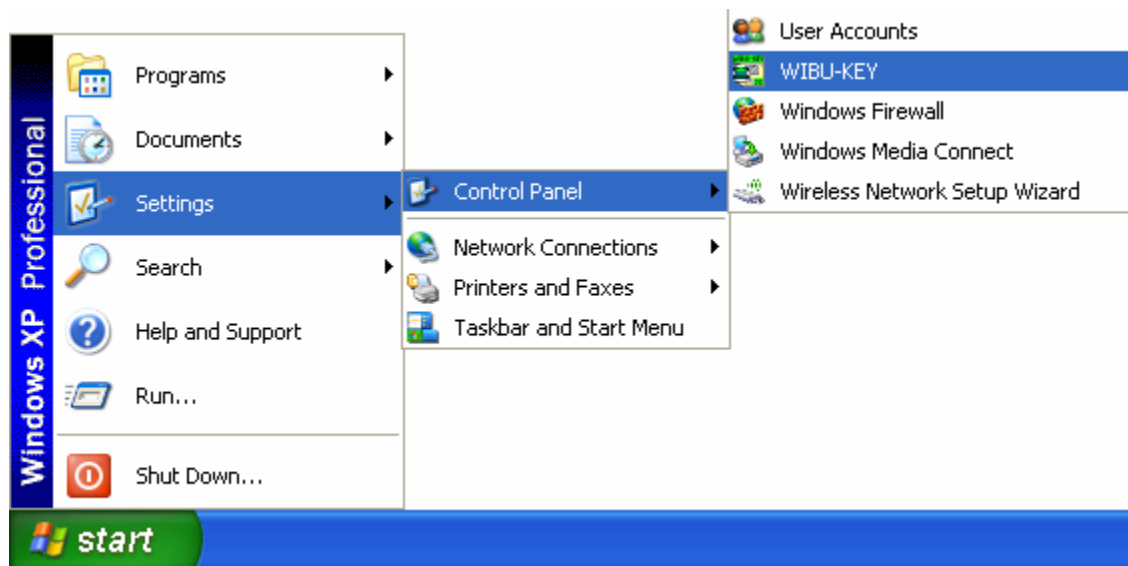 Windows XP Professional
Programs
Documents
Settings
Search
Help and Support
Run...
Shut Down...
Control Panel
Network Connections
Printers and Faxes
Taskbar and Start Menu
User Accounts
WIBU-KEY
Windows Firewall
Windows Media Connect
Wireless Network Setup Wizard
start